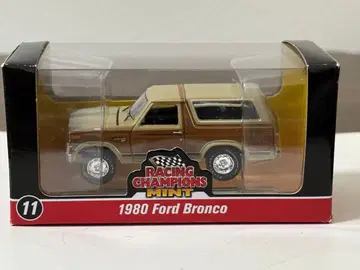 RACING
CHAMPIONS
MINT
11
1980 Ford Bronco